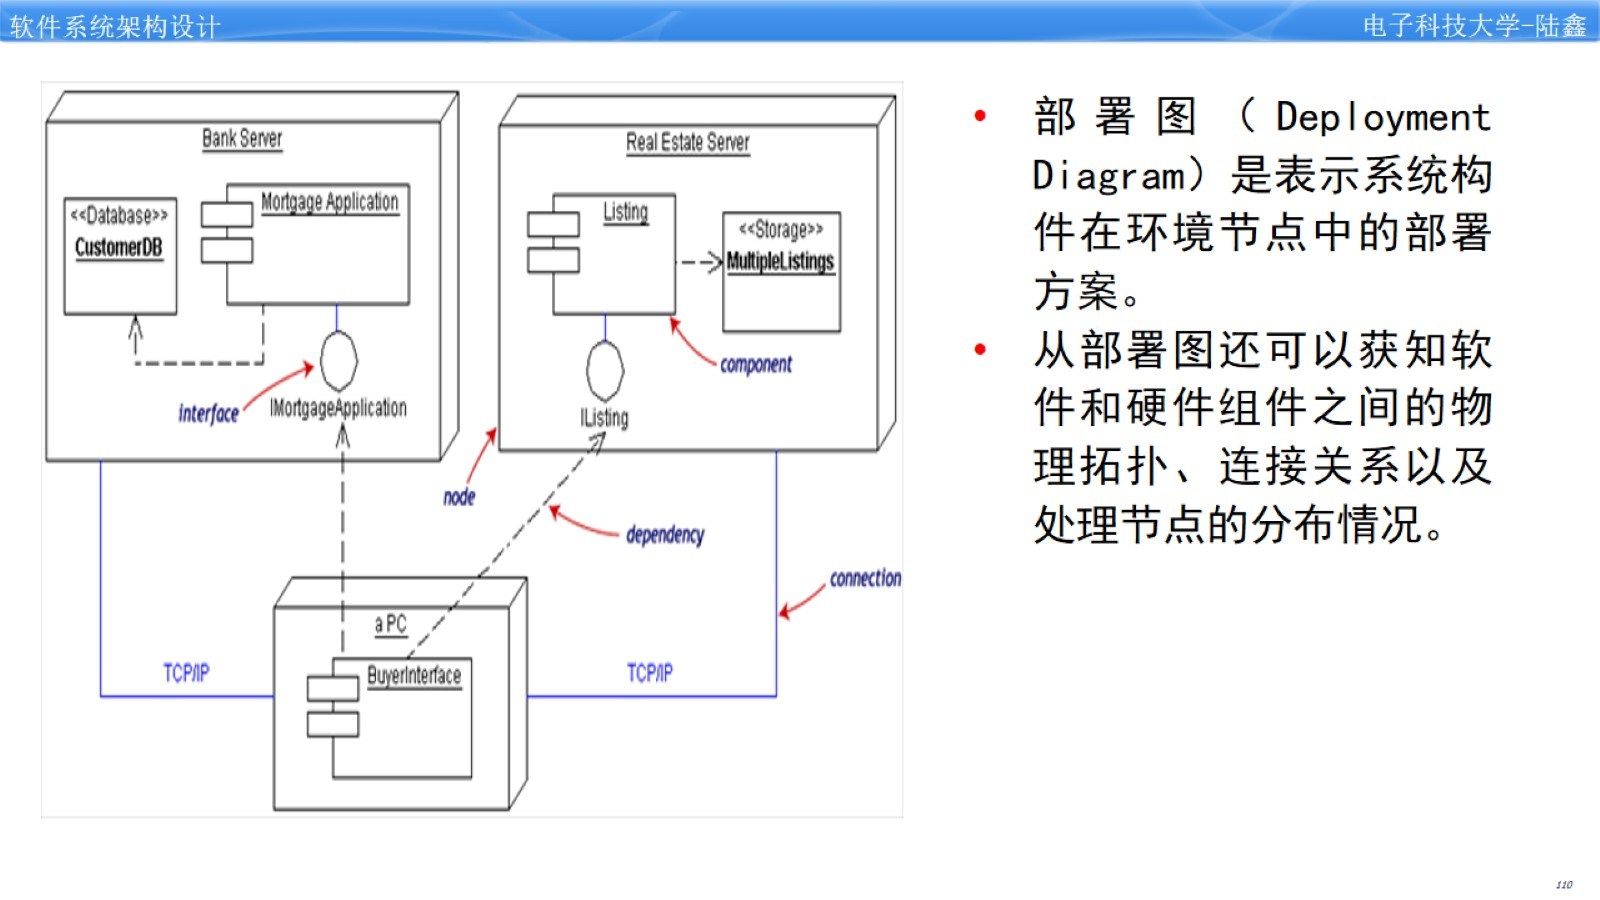 软件系统架构设计
电子科技大学-陆鑫
Bank Server
<<Database>>
CustomerDB
Mortgage Application
interface
IMortgageApplication
Real Estate Server
Listing
<<Storage>>
MultipleListings
component
IListing
node
dependency
connection
a PC
BuyerInterface
TCP/IP
TCP/IP
• 部署图（Deployment
Diagram）是表示系统构
件在环境节点中的部署
方案。
• 从部署图还可以获知软
件和硬件组件之间的物
理拓扑、连接关系以及
处理节点的分布情况。
110